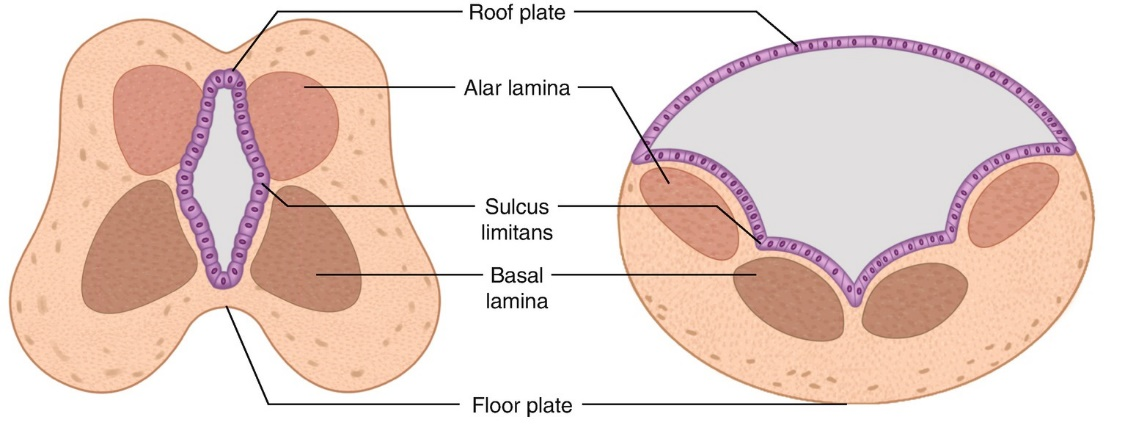 Roof plate
Alar lamina
Sulcus
limitans
Basal
lamina
Floor plate